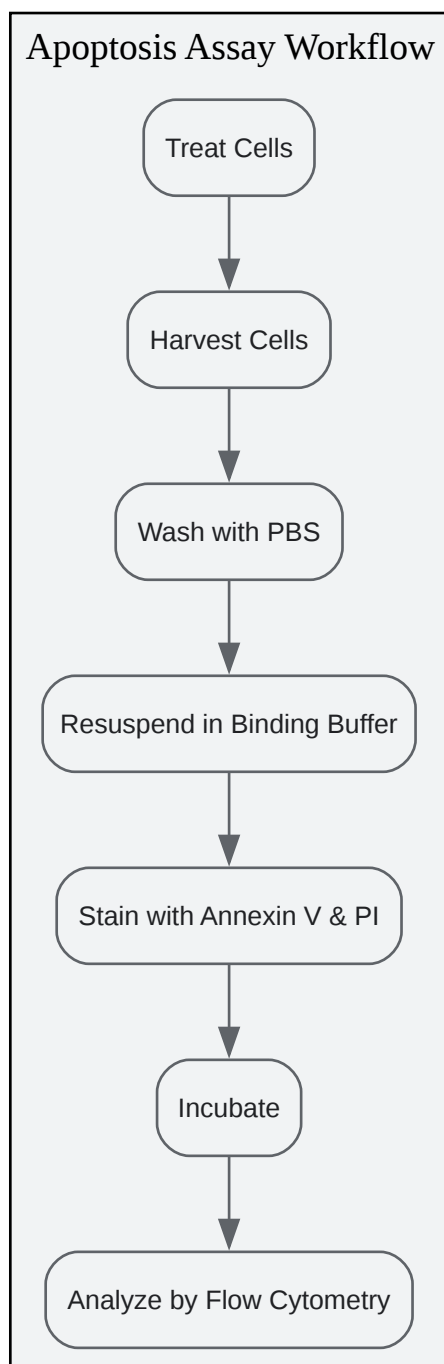 Apoptosis Assay Workflow
Treat Cells
Harvest Cells
Wash with PBS
Resuspend in Binding Buffer
Stain with Annexin V & PI
Incubate
Analyze by Flow Cytometry